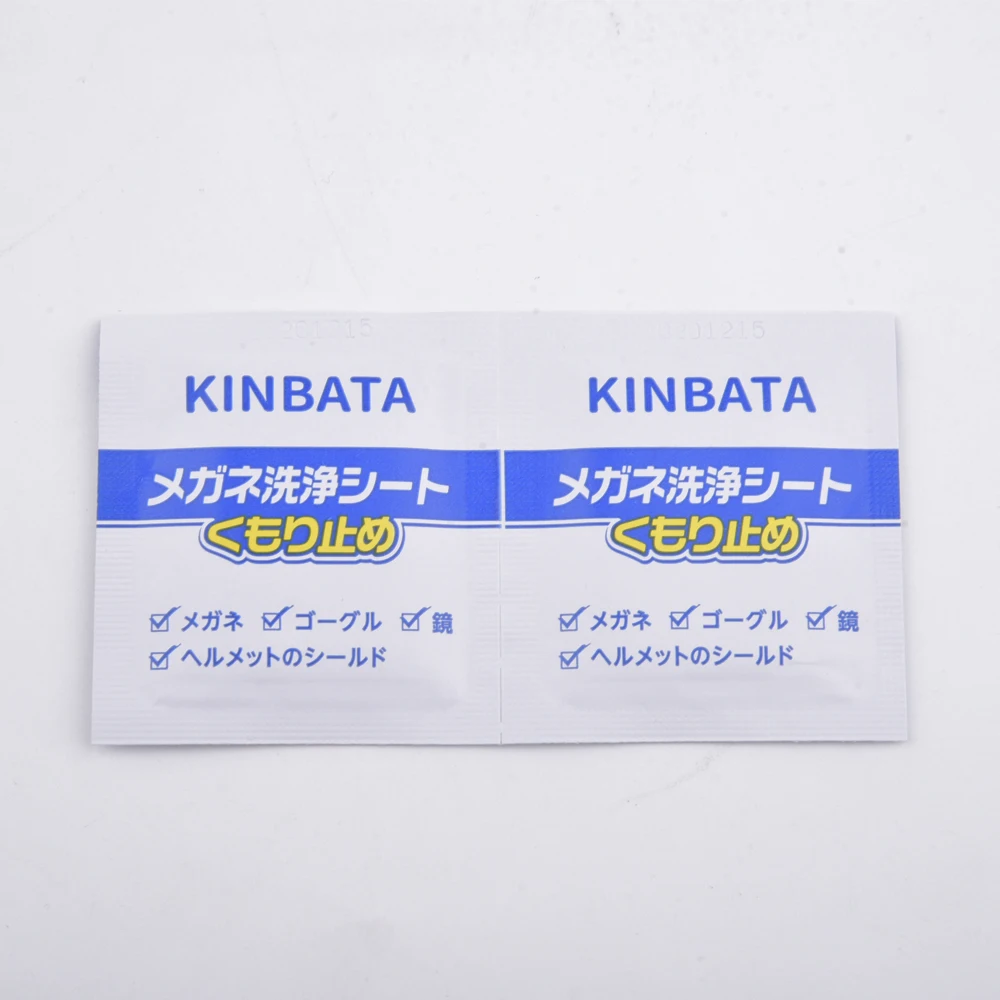 201215
KINBATA
メガネ洗浄シート
くもり止め
メガネ ゴーグル 鏡
ヘルメットのシールド
201215
KINBATA
メガネ洗浄シート
くもり止め
メガネ ゴーグル 鏡
ヘルメットのシールド